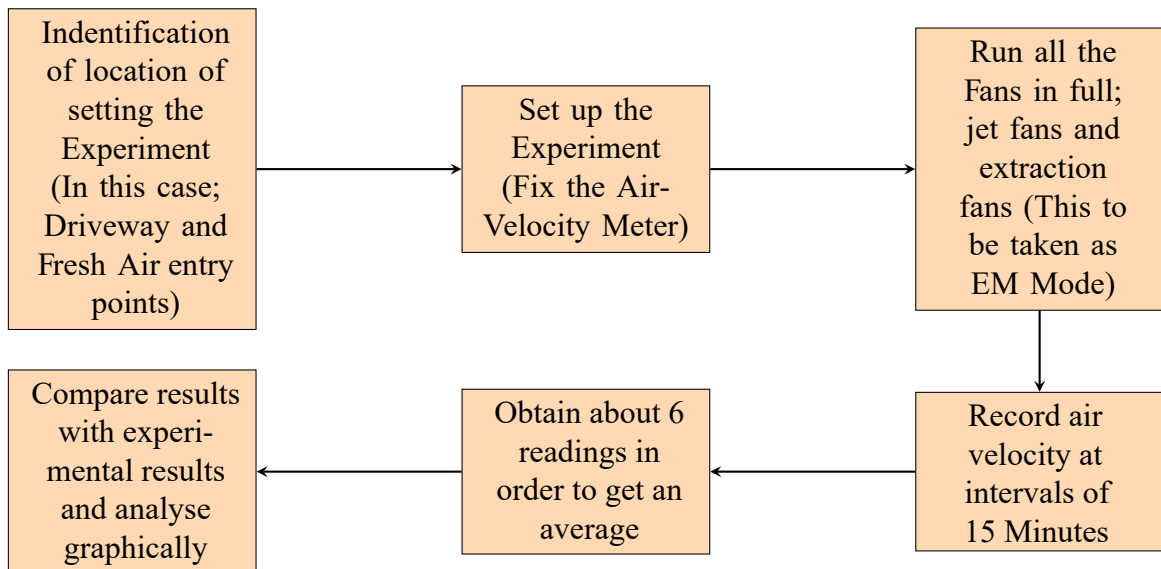 Indentification
of location of
setting the
Experiment
(In this case;
Driveway and
Fresh Air entry
points)
Set up the
Experiment
(Fix the Air-
Velocity Meter)
Run all the
Fans in full;
jet fans and
extraction
fans (This to
be taken as
EM Mode)
Record air
velocity at
intervals of
15 Minutes
Obtain about 6
readings in
order to get an
average
Compare results
with experi-
mental results
and analyse
graphically